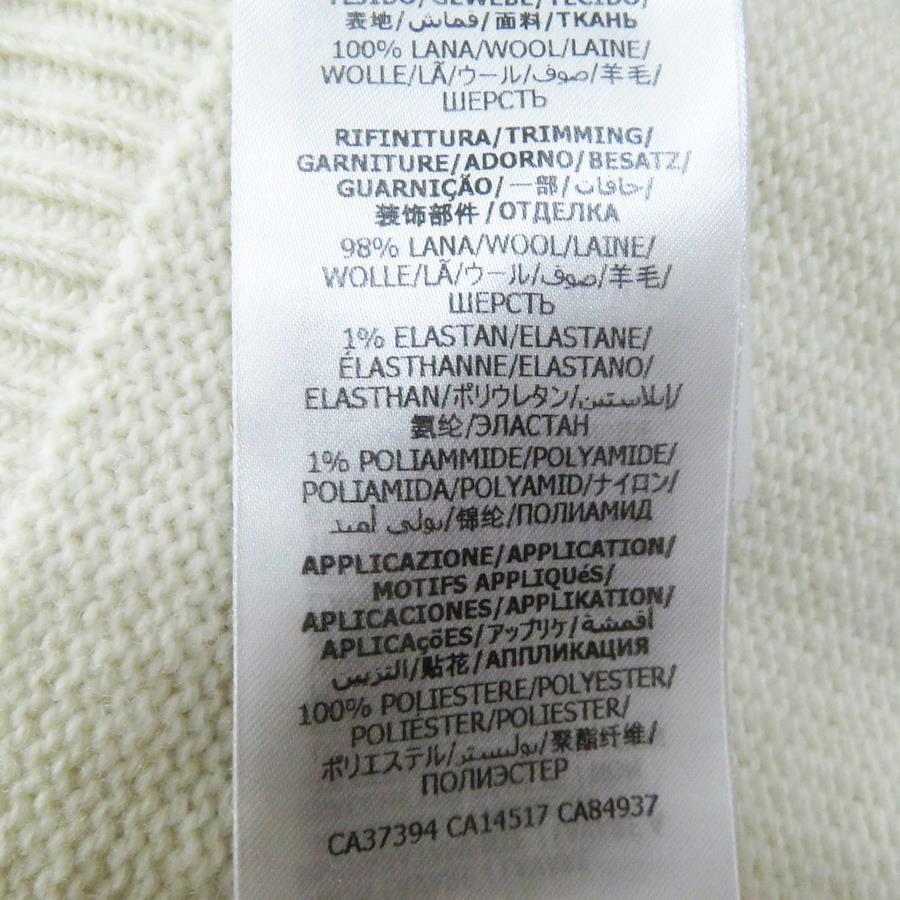 TESIDO/GEWEBE/TECIDO/
表地/قماش/面料/ТКАНЬ
100% LANA/WOOL/LAINE/
WOLLE/LÃ/ウール/صوف/羊毛/
ШЕРСТЬ
RIFINITURA/TRIMMING/
GARNITURE/ADORNO/BESATZ/
GUARNIÇÃO/一部/حافات/
装饰部件/ОТДЕЛКА
98% LANA/WOOL/LAINE/
WOLLE/LÃ/ウール/صوف/羊毛/
ШЕРСТЬ
1% ELASTAN/ELASTANE/
ÉLASTHANNE/ELASTANO/
ELASTHAN/ポリウレタン/إيلاستين/
氨纶/ЭЛАСТАН
1% POLIAMMIDE/POLYAMIDE/
POLIAMIDA/POLYAMID/ナイロン/
بولي أميد/锦纶/ПОЛИАМИД
APPLICAZIONE/APPLICATION/
MOTIFS APPLIQUéS/
APLICACIONES/APPLIKATION/
APLICAçõES/アップリケ/أقمشة
التزيين/贴花/АППЛИКАЦИЯ
100% POLIESTERE/POLYESTER/
POLIÉSTER/POLIESTER/
ポリエステル/بوليستر/聚酯纤维/
ПОЛИЭСТЕР
CA37394 CA14517 CA84937